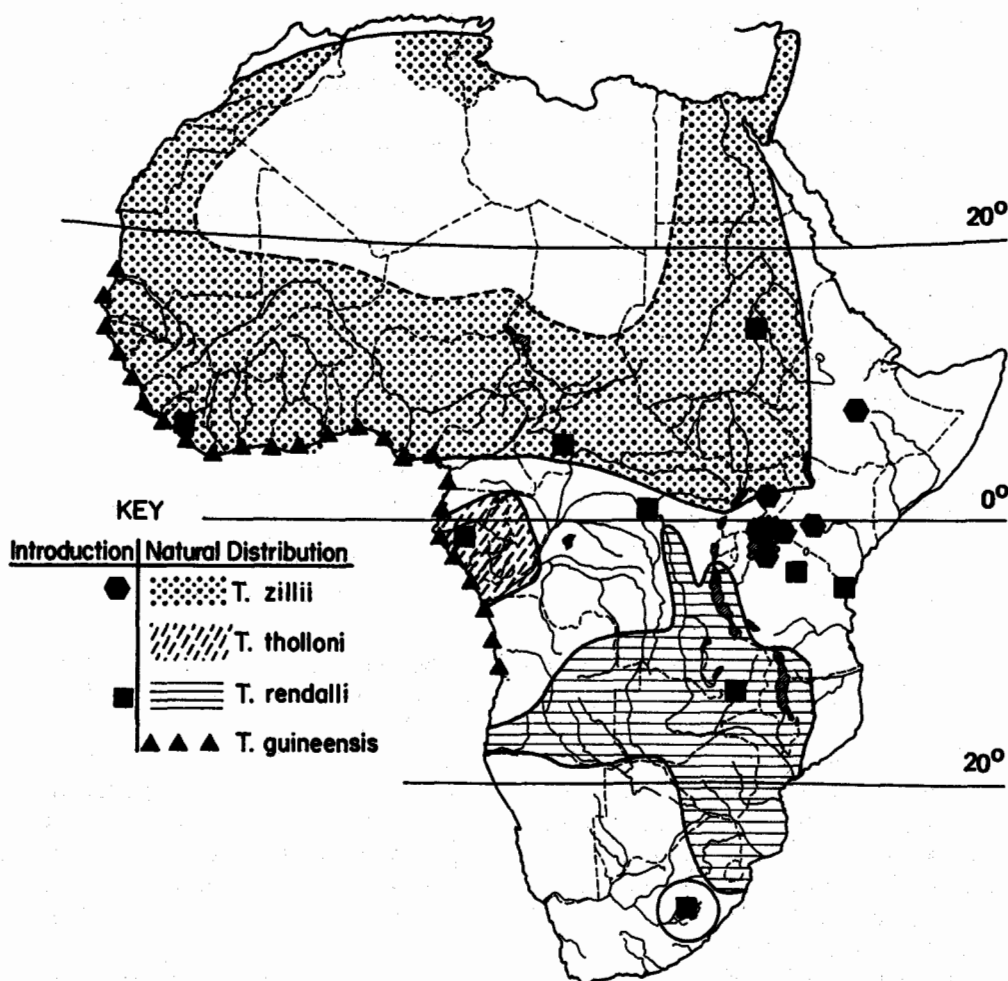 20°
0°
KEY
Introduction Natural Distribution
T. zillii
T. tholloni
T. rendalli
T. guineensis
20°